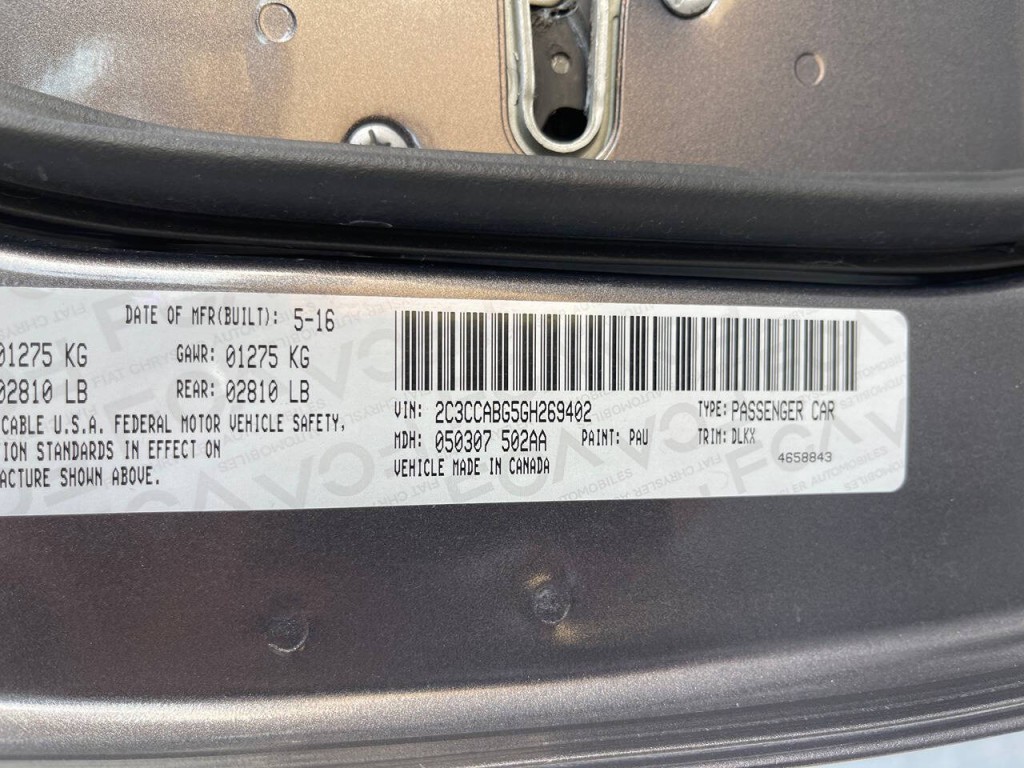 DATE OF MFR(BUILT): 5-16
01275 KG GAWR: 01275 KG
02810 LB REAR: 02810 LB
CABLE U.S.A. FEDERAL MOTOR VEHICLE SAFETY,
ION STANDARDS IN EFFECT ON
ACTURE SHOWN ABOVE.
VIN: 2C3CCABG5GH269402 TYPE: PASSENGER CAR
MDH: 050307 502AA PAINT: PAU TRIM: DLKX
VEHICLE MADE IN CANADA 4658843